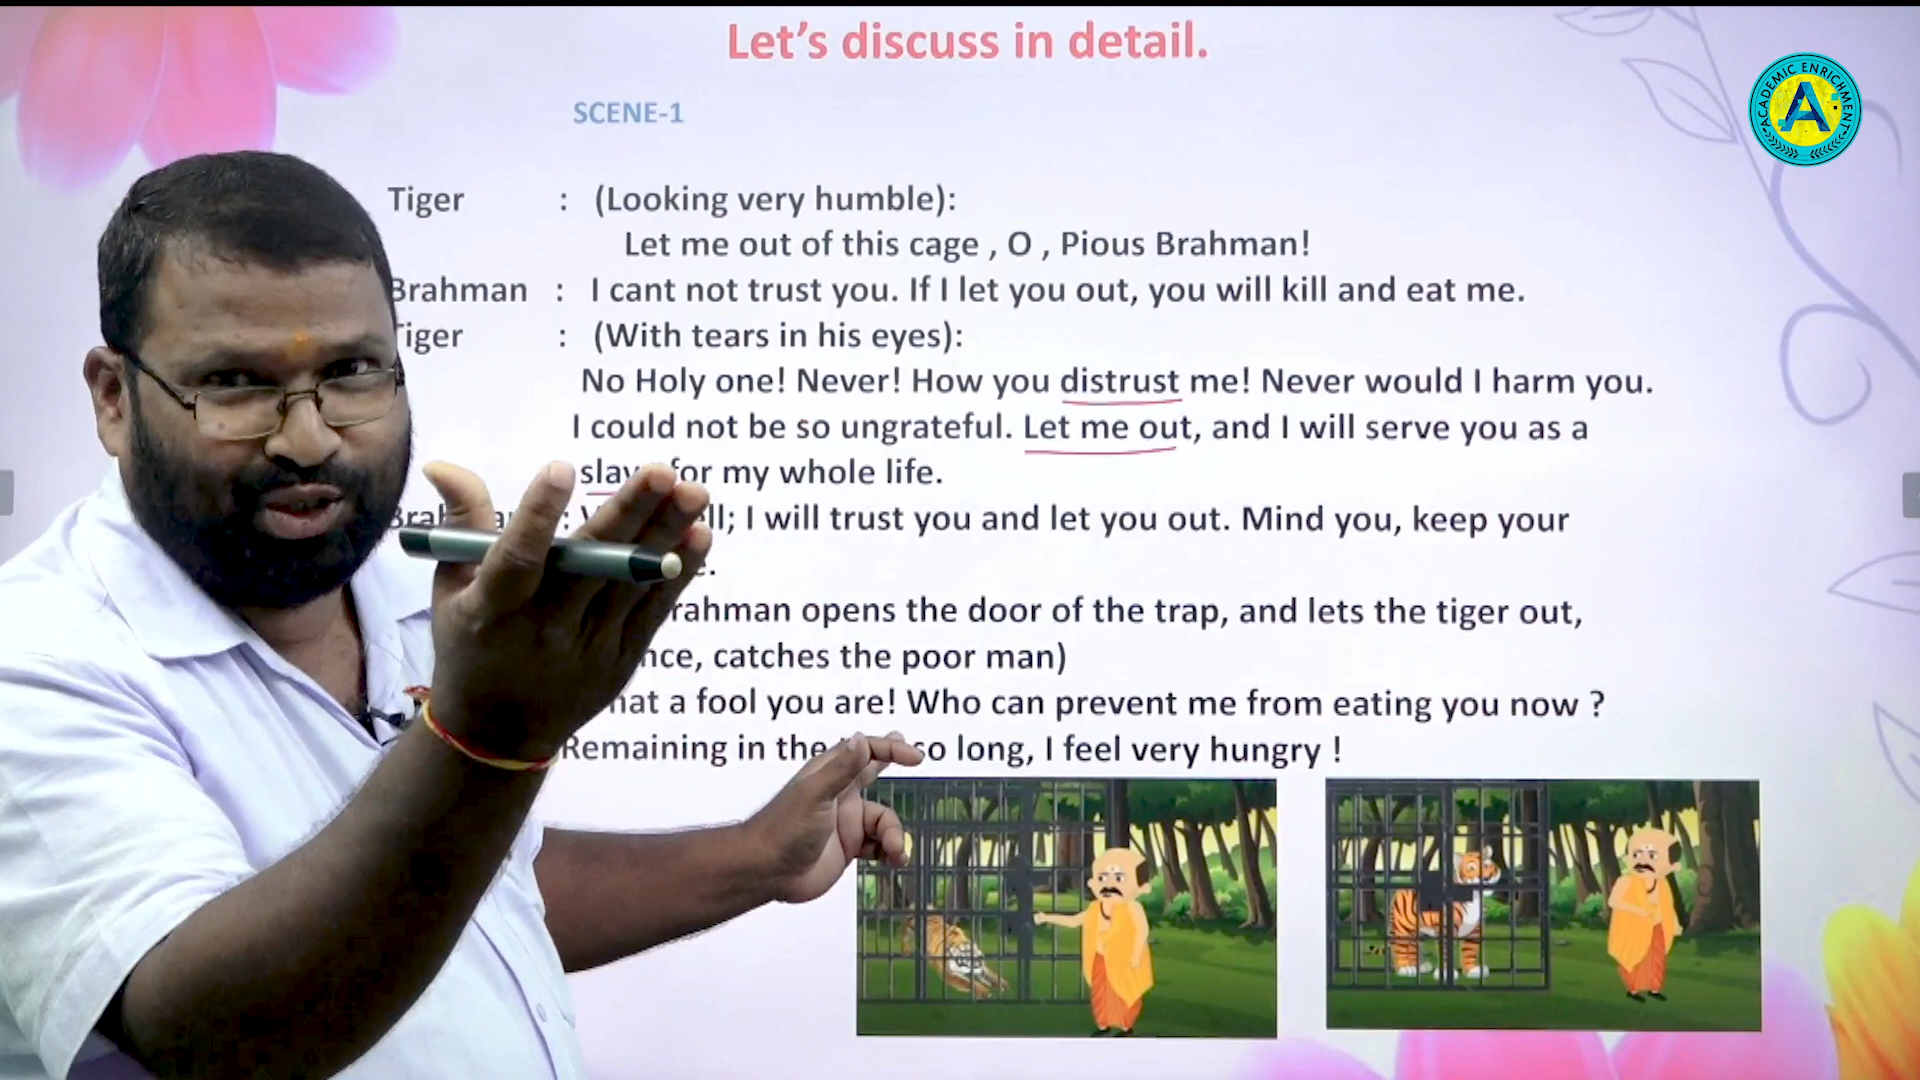 Let's discuss in detail.
ACADEMIC ENRICHMENT
A
SCENE-1
Tiger : (Looking very humble):
Let me out of this cage , O , Pious Brahman!
Brahman : I cant not trust you. If I let you out, you will kill and eat me.
Tiger : (With tears in his eyes):
No Holy one! Never! How you distrust me! Never would I harm you.
I could not be so ungrateful. Let me out, and I will serve you as a
for my whole life.
: I will trust you and let you out. Mind you, keep your
opens the door of the trap, and lets the tiger out,
catches the poor man)
a fool you are! Who can prevent me from eating you now ?
Remaining in the so long, I feel very hungry !